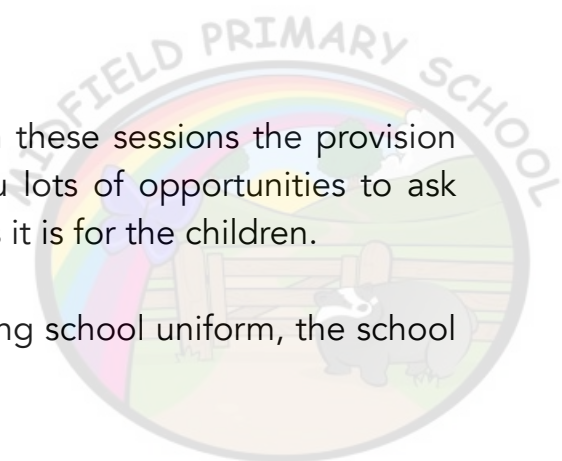 MIDFIELD PRIMARY SCHOOL
these sessions the provision
lots of opportunities to ask
it is for the children.
school uniform, the school